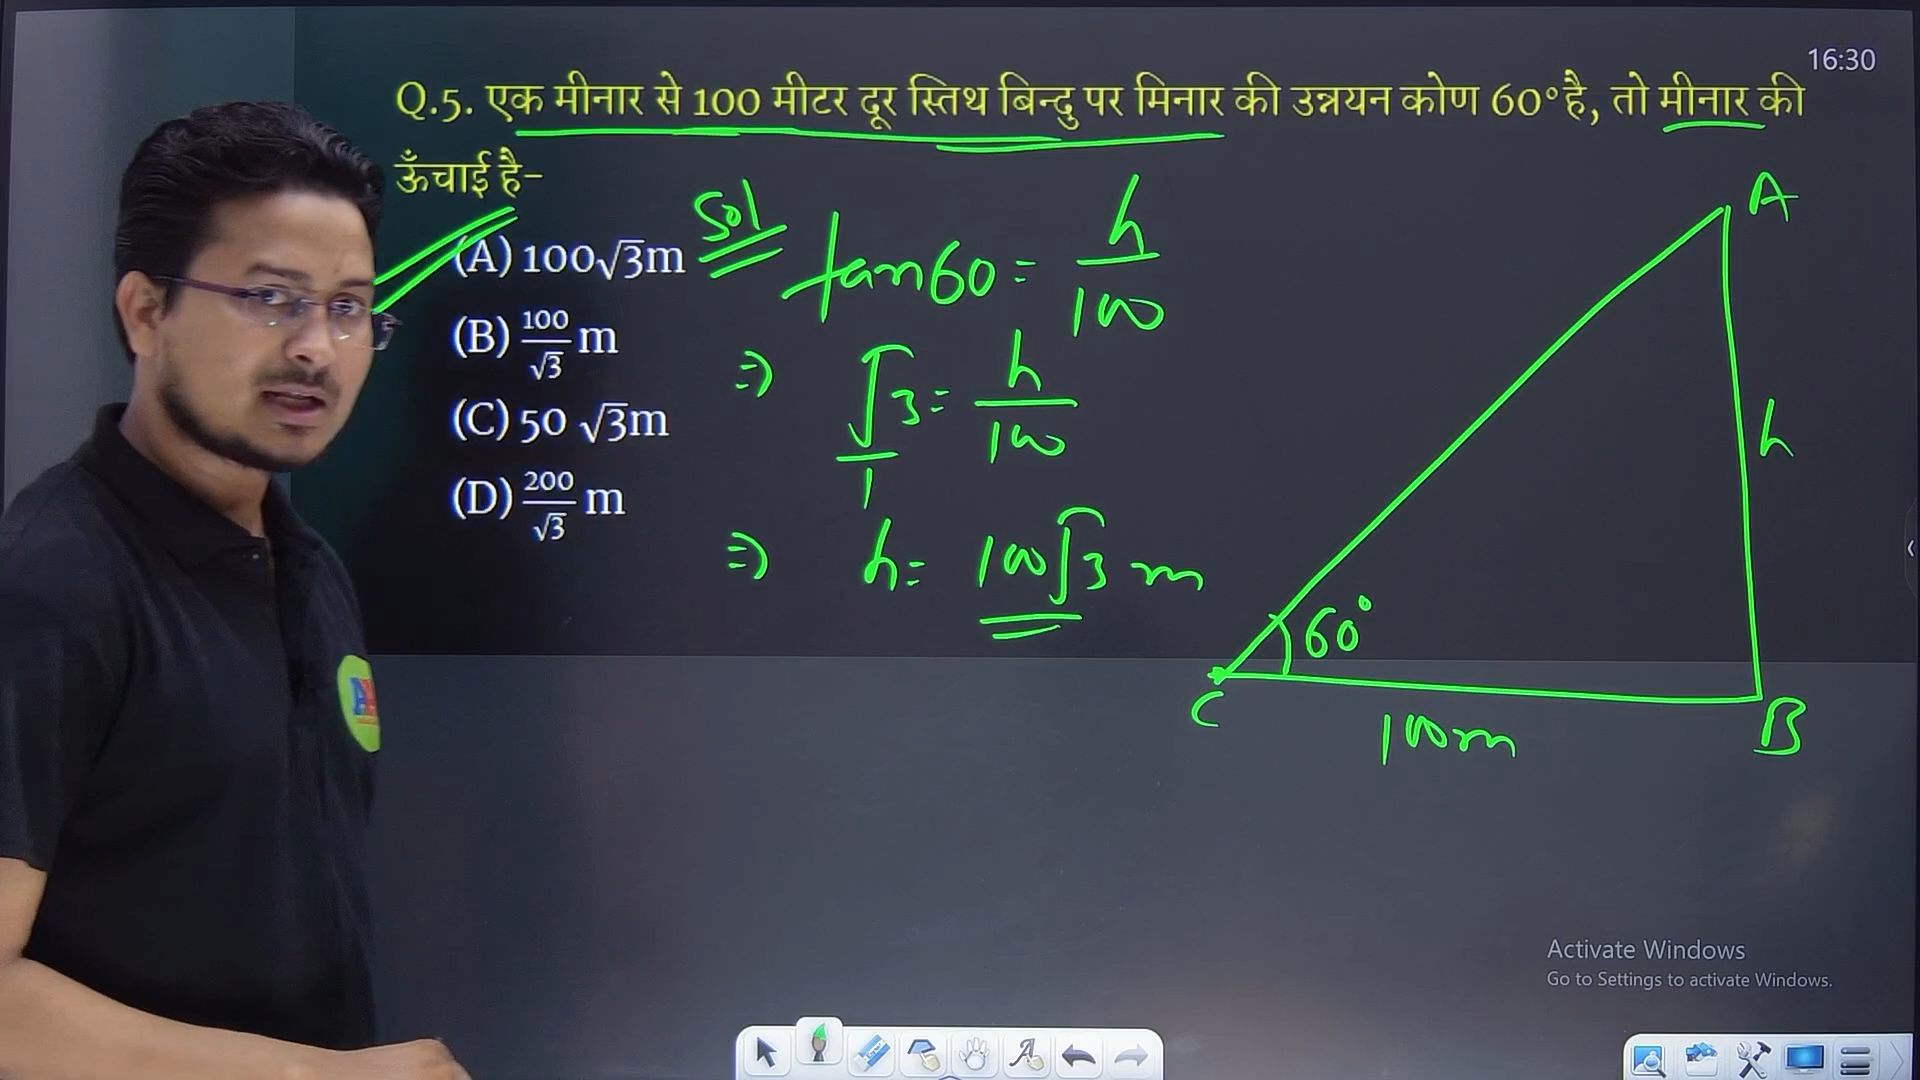 16:30
Q.5. एक मीनार से 100 मीटर दूर स्तिथ बिन्दु पर मिनार की उन्नयन कोण 60° है, तो मीनार की
ऊँचाई है-
(A) 100√3m
(B) 100/√3 m
(C) 50 √3m
(D) 200/√3 m
Sol
tan60 = h/100
⇒ √3/1 = h/100
⇒ h = 100√3 m
A
h
60°
C
B
100m
Activate Windows
Go to Settings to activate Windows.